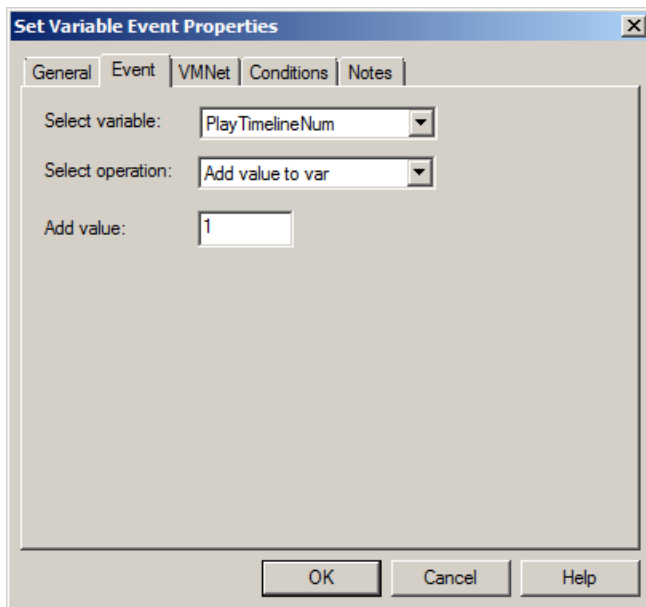 Set Variable Event Properties
General Event VMNet Conditions Notes
Select variable: PlayTimelineNum
Select operation: Add value to var
Add value: 1
OK Cancel Help